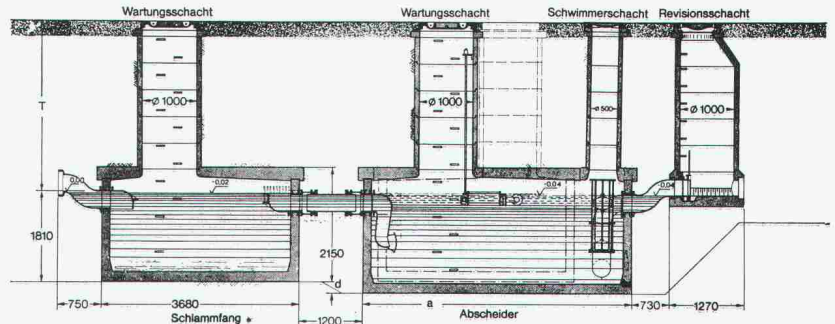 Wartungsschacht Wartungsschacht Schwimmerschacht Revisionsschacht
T
ø 1000 ø 1000 ø 500 ø 1000
0,00 -0,02 -0,04 -0,04
1810 2150
d
750 3680 a 730 1270
Schlammfang Abscheider
1200